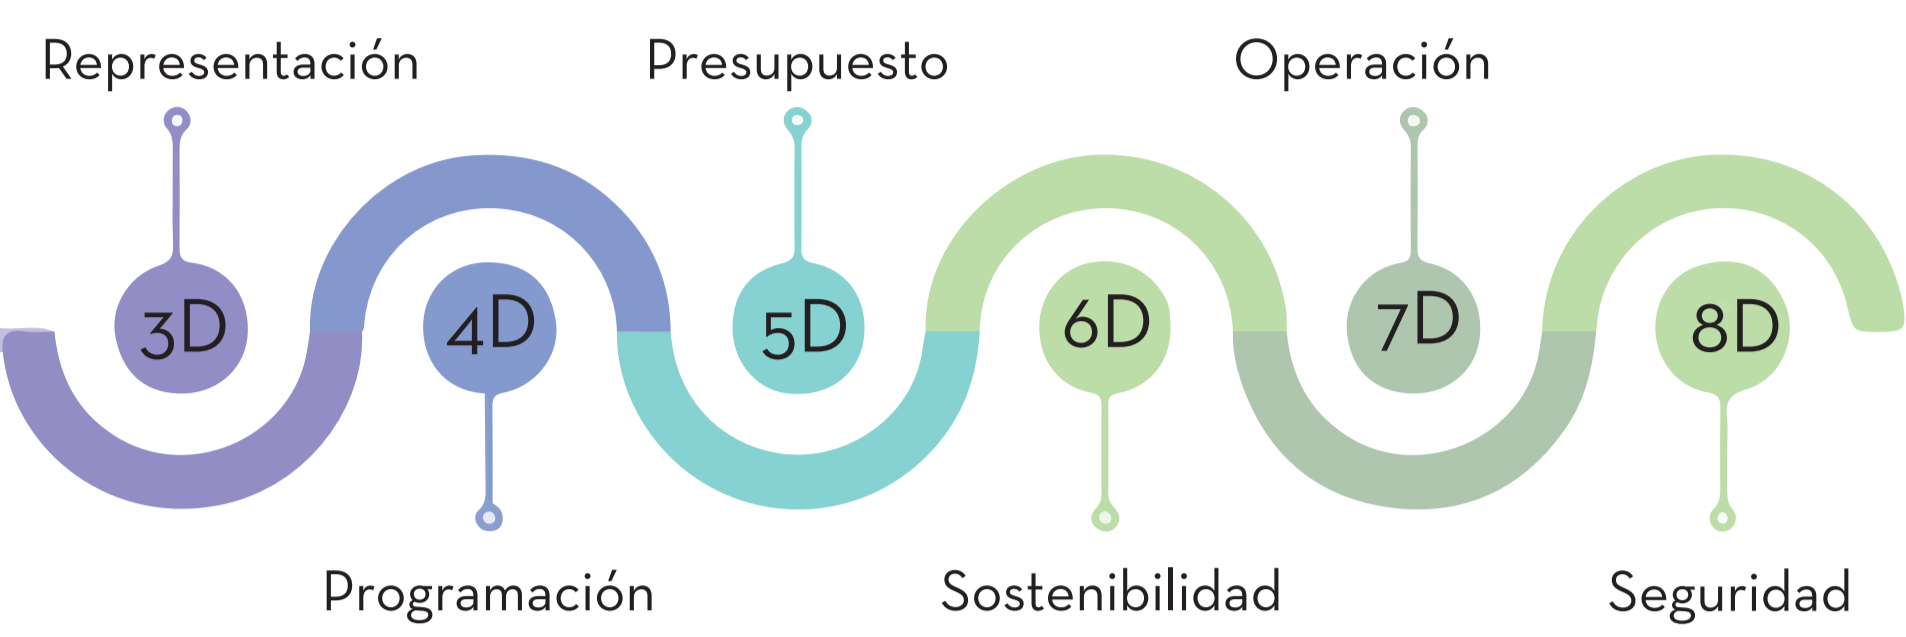 Representación
Presupuesto
Operación
3D
4D
5D
6D
7D
8D
Programación
Sostenibilidad
Seguridad